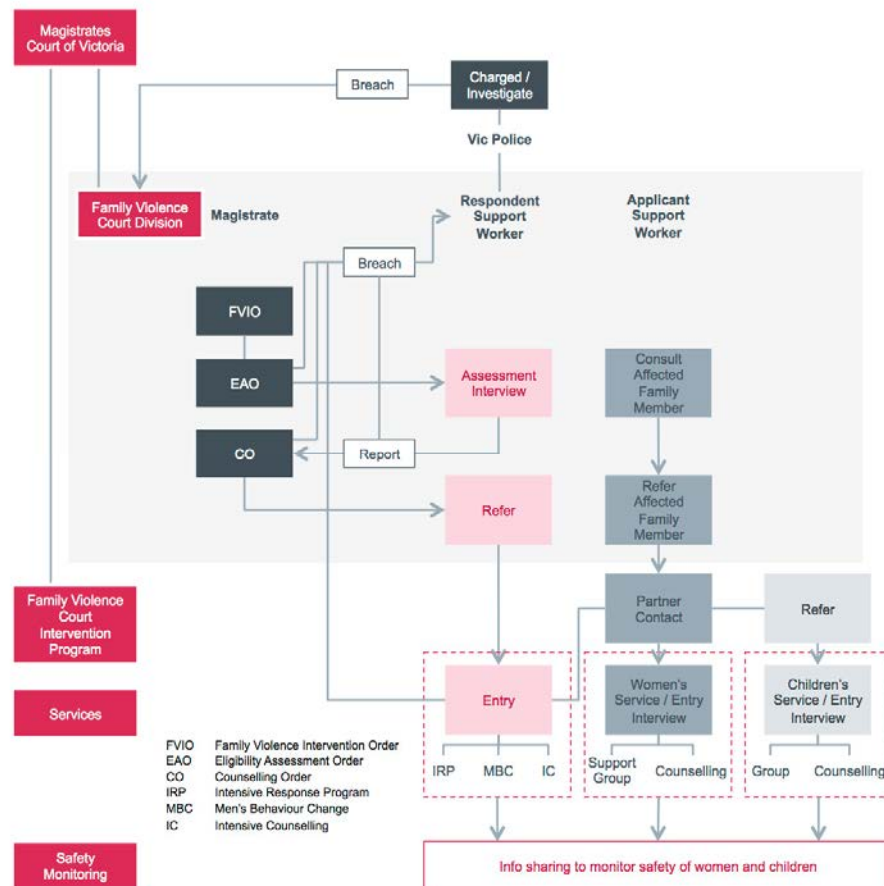 Magistrates
Court of Victoria
Breach
Charged /
Investigate
Vic Police
Family Violence
Court Division
Magistrate
Respondent
Support
Worker
Applicant
Support
Worker
Breach
FVIO
EAO
Assessment
Interview
Consult
Affected
Family
Member
CO
Report
Refer
Refer
Affected
Family
Member
Family Violence
Court
Intervention
Program
Partner
Contact
Refer
Services
Entry
Women's
Service / Entry
Interview
Children's
Service / Entry
Interview
IRP
MBC
IC
Support
Group
Counselling
Group
Counselling
FVIO Family Violence Intervention Order
EAO Eligibility Assessment Order
CO Counselling Order
IRP Intensive Response Program
MBC Men's Behaviour Change
IC Intensive Counselling
Safety
Monitoring
Info sharing to monitor safety of women and children